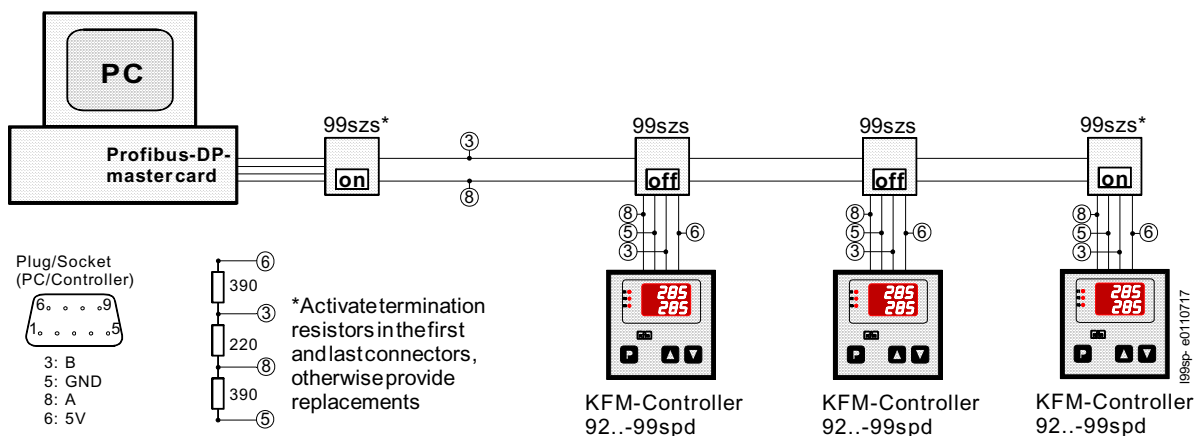 PC
Profibus-DP-
master card
99szs*
on
3
8
99szs
off
8
5
3
6
99szs
off
8
5
3
6
99szs*
on
8
5
3
6
Plug/Socket
(PC/Controller)
6 9
1 5
3: B
5: GND
8: A
6: 5V
6
390
3
220
8
390
5
*Activate termination
resistors in the first
and last connectors,
otherwise provide
replacements
285
285
P
KFM-Controller
92..-99spd
285
285
P
KFM-Controller
92..-99spd
285
285
P
KFM-Controller
92..-99spd
l99sp- e0110717